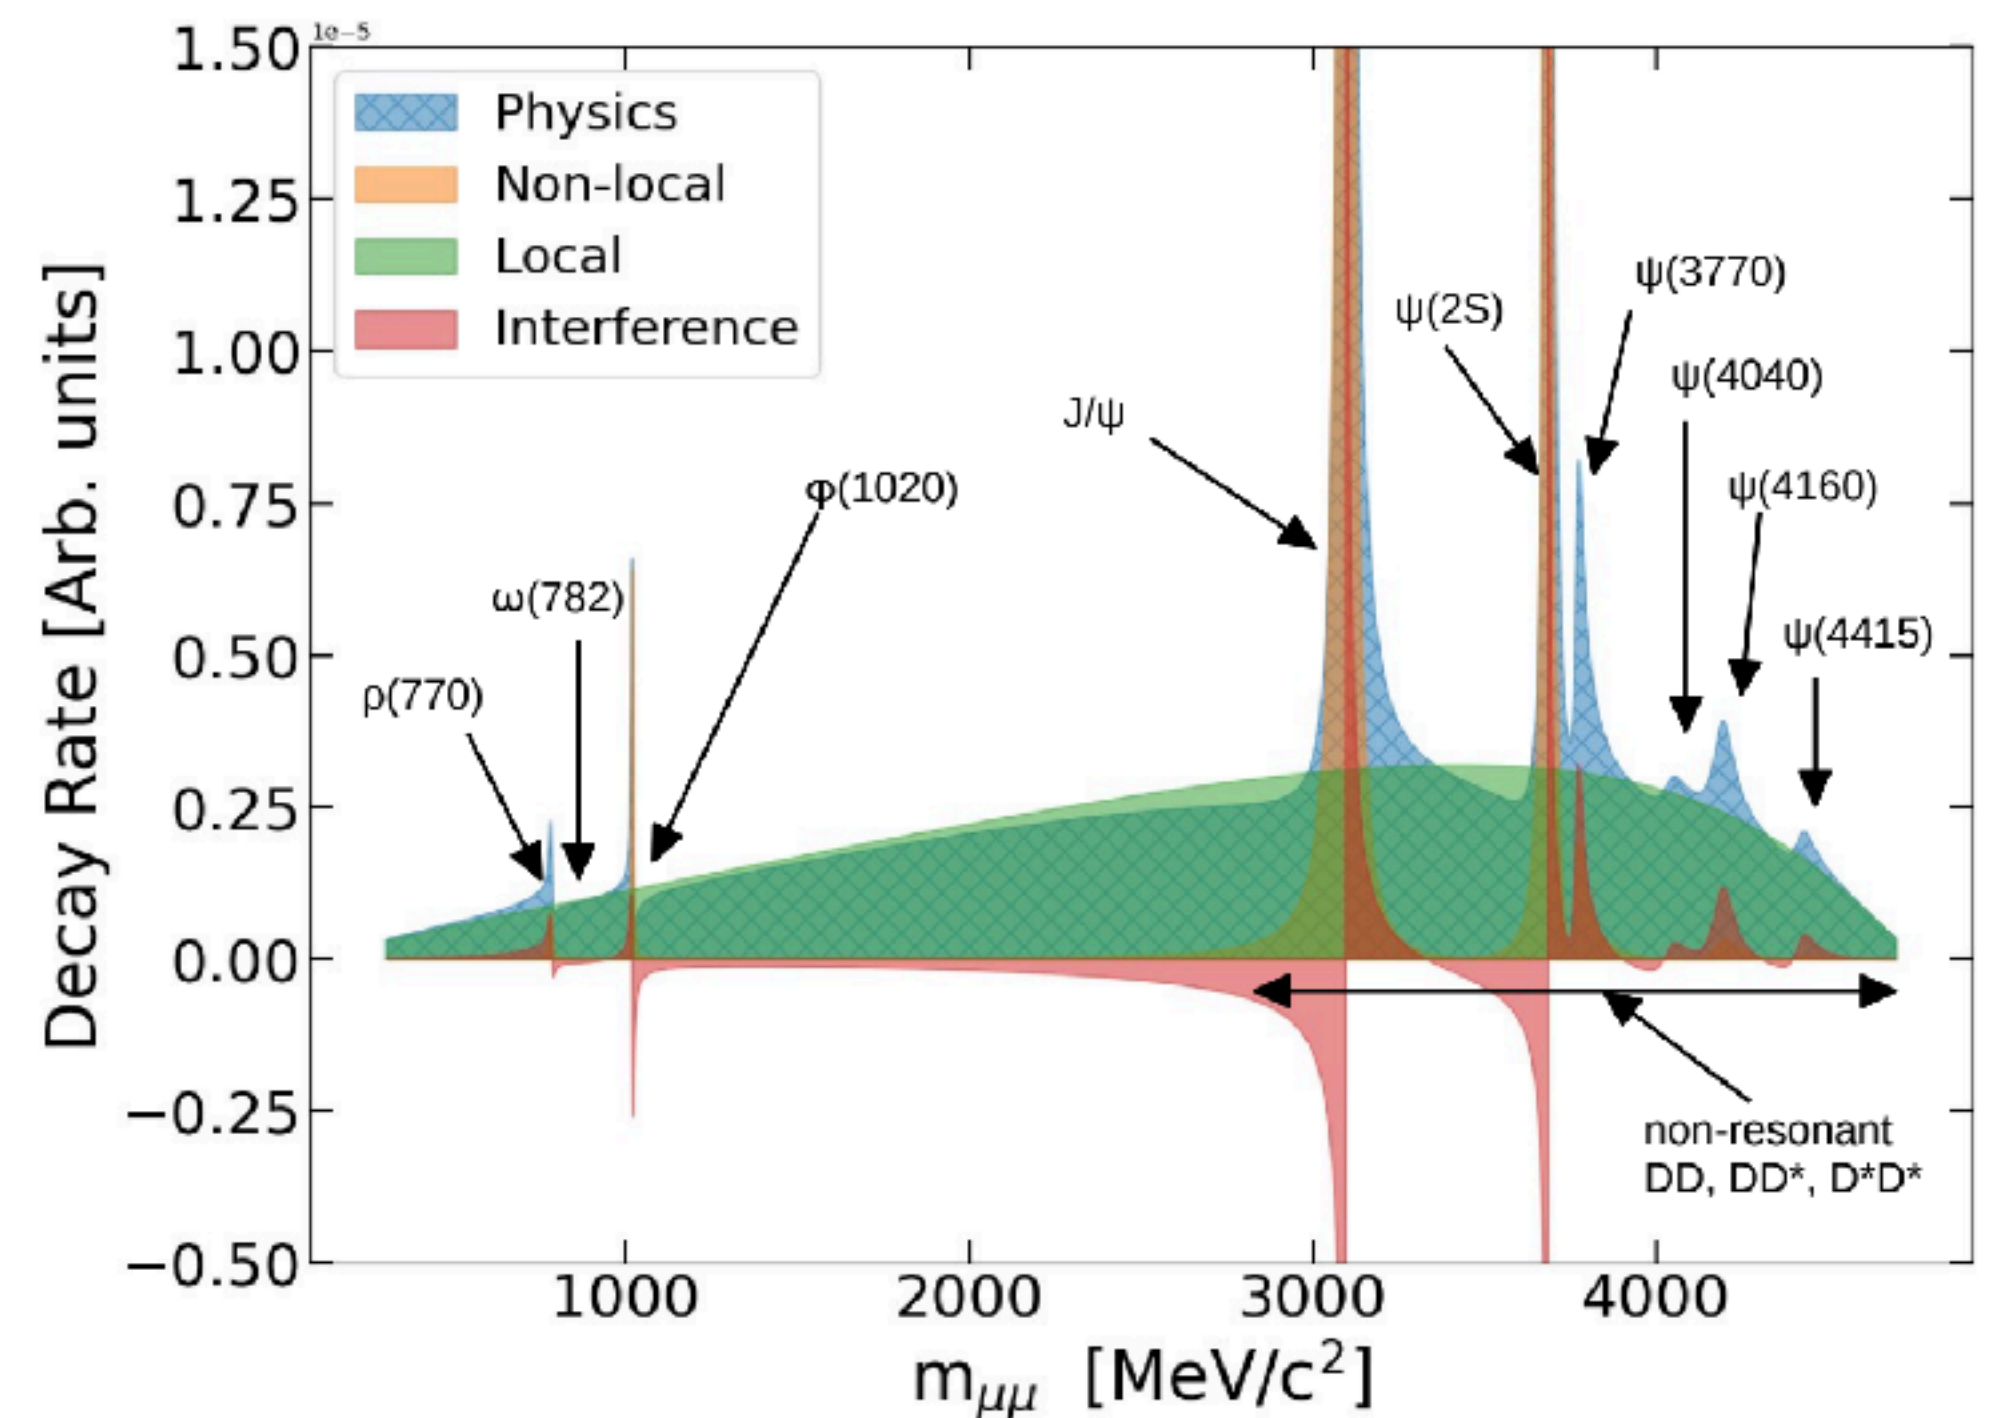 1e−5
1.50
1.25
1.00
0.75
0.50
0.25
0.00
−0.25
−0.50
Decay Rate [Arb. units]
Physics
Non-local
Local
Interference
ρ(770)
ω(782)
φ(1020)
J/ψ
ψ(2S)
ψ(3770)
ψ(4040)
ψ(4160)
ψ(4415)
non-resonant
DD, DD*, D*D*
1000 2000 3000 4000
m_μμ [MeV/c²]